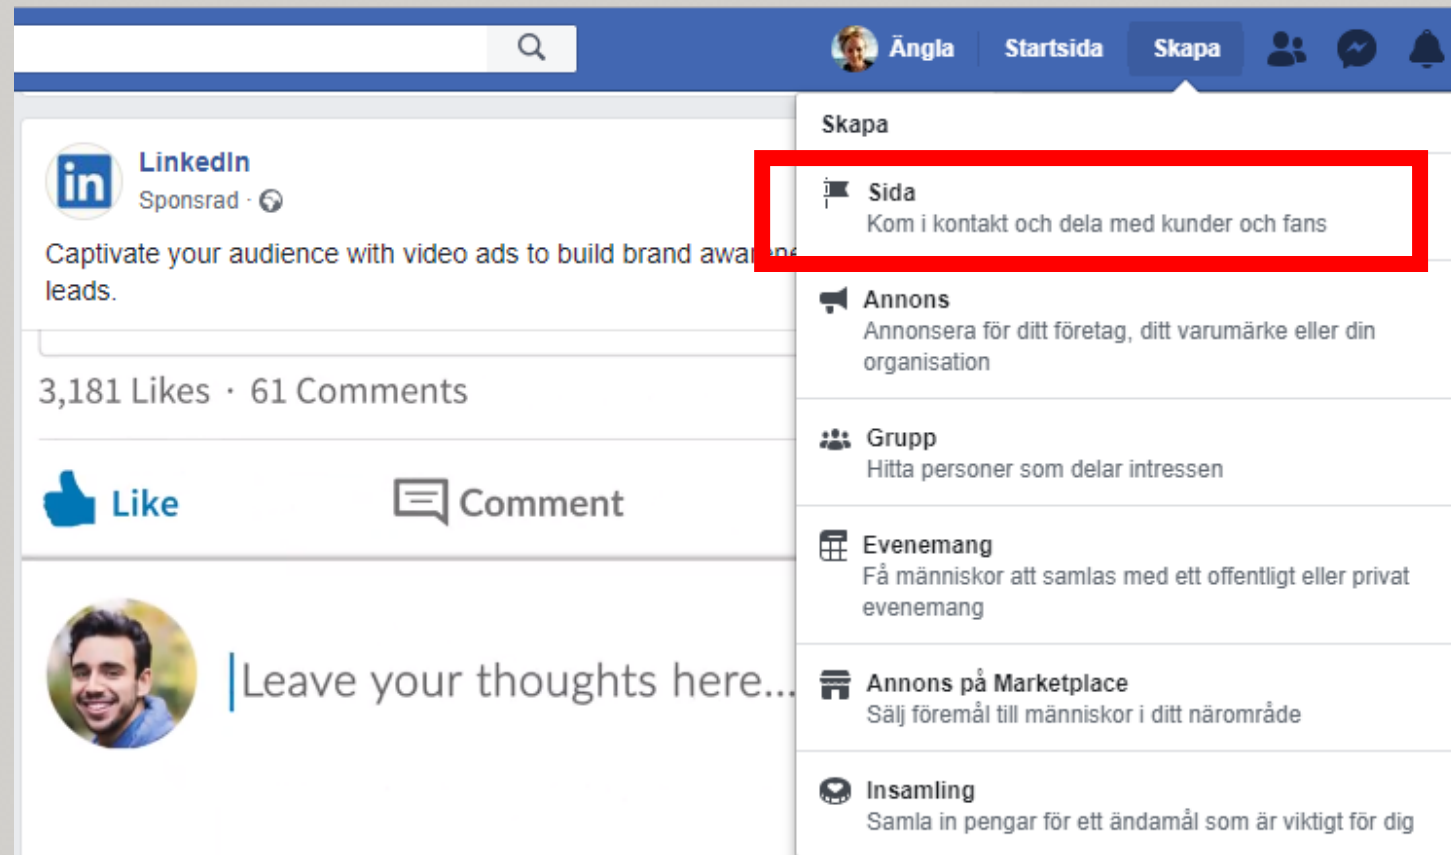 Ängla Startsida Skapa
in
LinkedIn
Sponsrad ·
Captivate your audience with video ads to build brand
leads.
3,181 Likes · 61 Comments
Like Comment
Leave your thoughts here...
Skapa
Sida
Kom i kontakt och dela med kunder och fans
Annons
Annonsera för ditt företag, ditt varumärke eller din
organisation
Grupp
Hitta personer som delar intressen
Evenemang
Få människor att samlas med ett offentligt eller privat
evenemang
Annons på Marketplace
Sälj föremål till människor i ditt närområde
Insamling
Samla in pengar för ett ändamål som är viktigt för dig